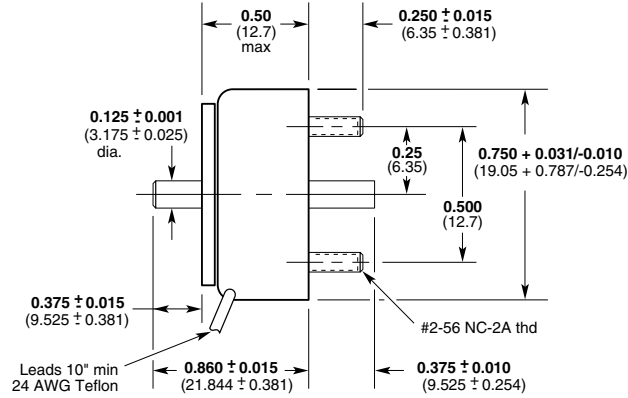 0.50
(12.7)
max
0.250 ± 0.015
(6.35 ± 0.381)
0.125 ± 0.001
(3.175 ± 0.025)
dia.
0.25
(6.35)
0.750 + 0.031/-0.010
(19.05 + 0.787/-0.254)
0.500
(12.7)
0.375 ± 0.015
(9.525 ± 0.381)
#2-56 NC-2A thd
Leads 10" min
24 AWG Teflon
0.860 ± 0.015
(21.844 ± 0.381)
0.375 ± 0.010
(9.525 ± 0.254)